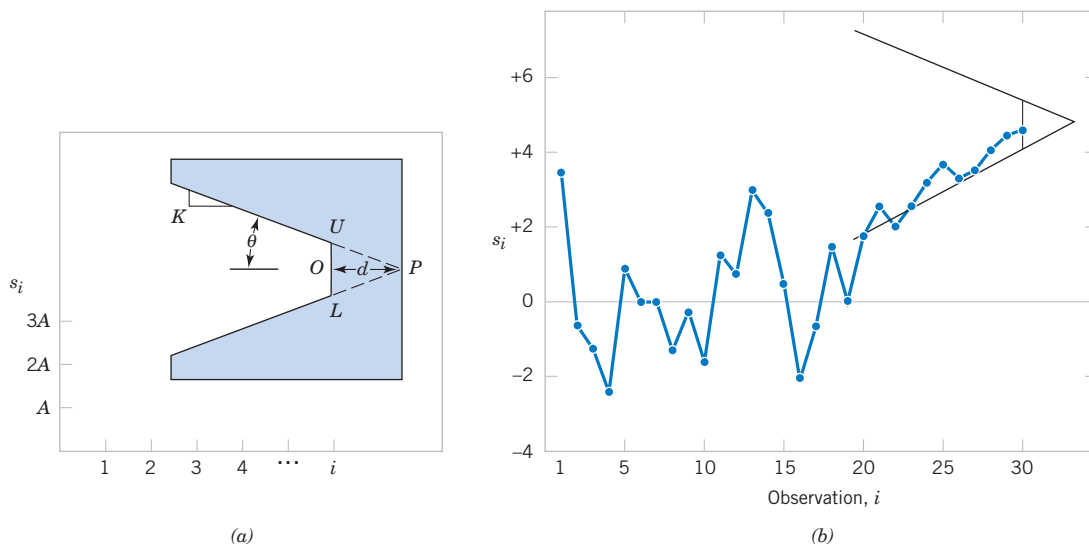 K
θ
U
O
d
P
L
s_i
3A
2A
A
1 2 3 4 ··· i
(a)
+6
+4
+2
s_i
0
–2
–4
1 5 10 15 20 25 30
Observation, i
(b)